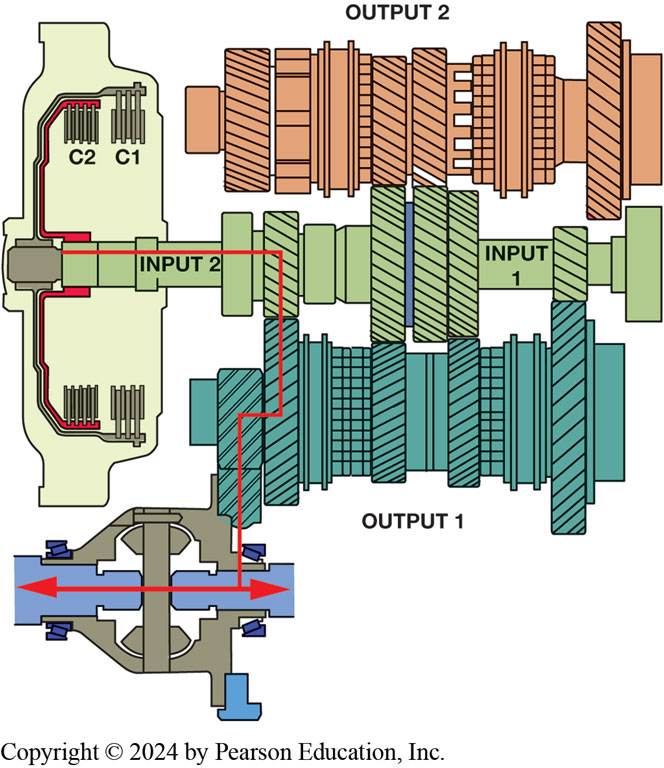 OUTPUT 2
C2 C1
INPUT 2
INPUT
1
OUTPUT 1
Copyright © 2024 by Pearson Education, Inc.